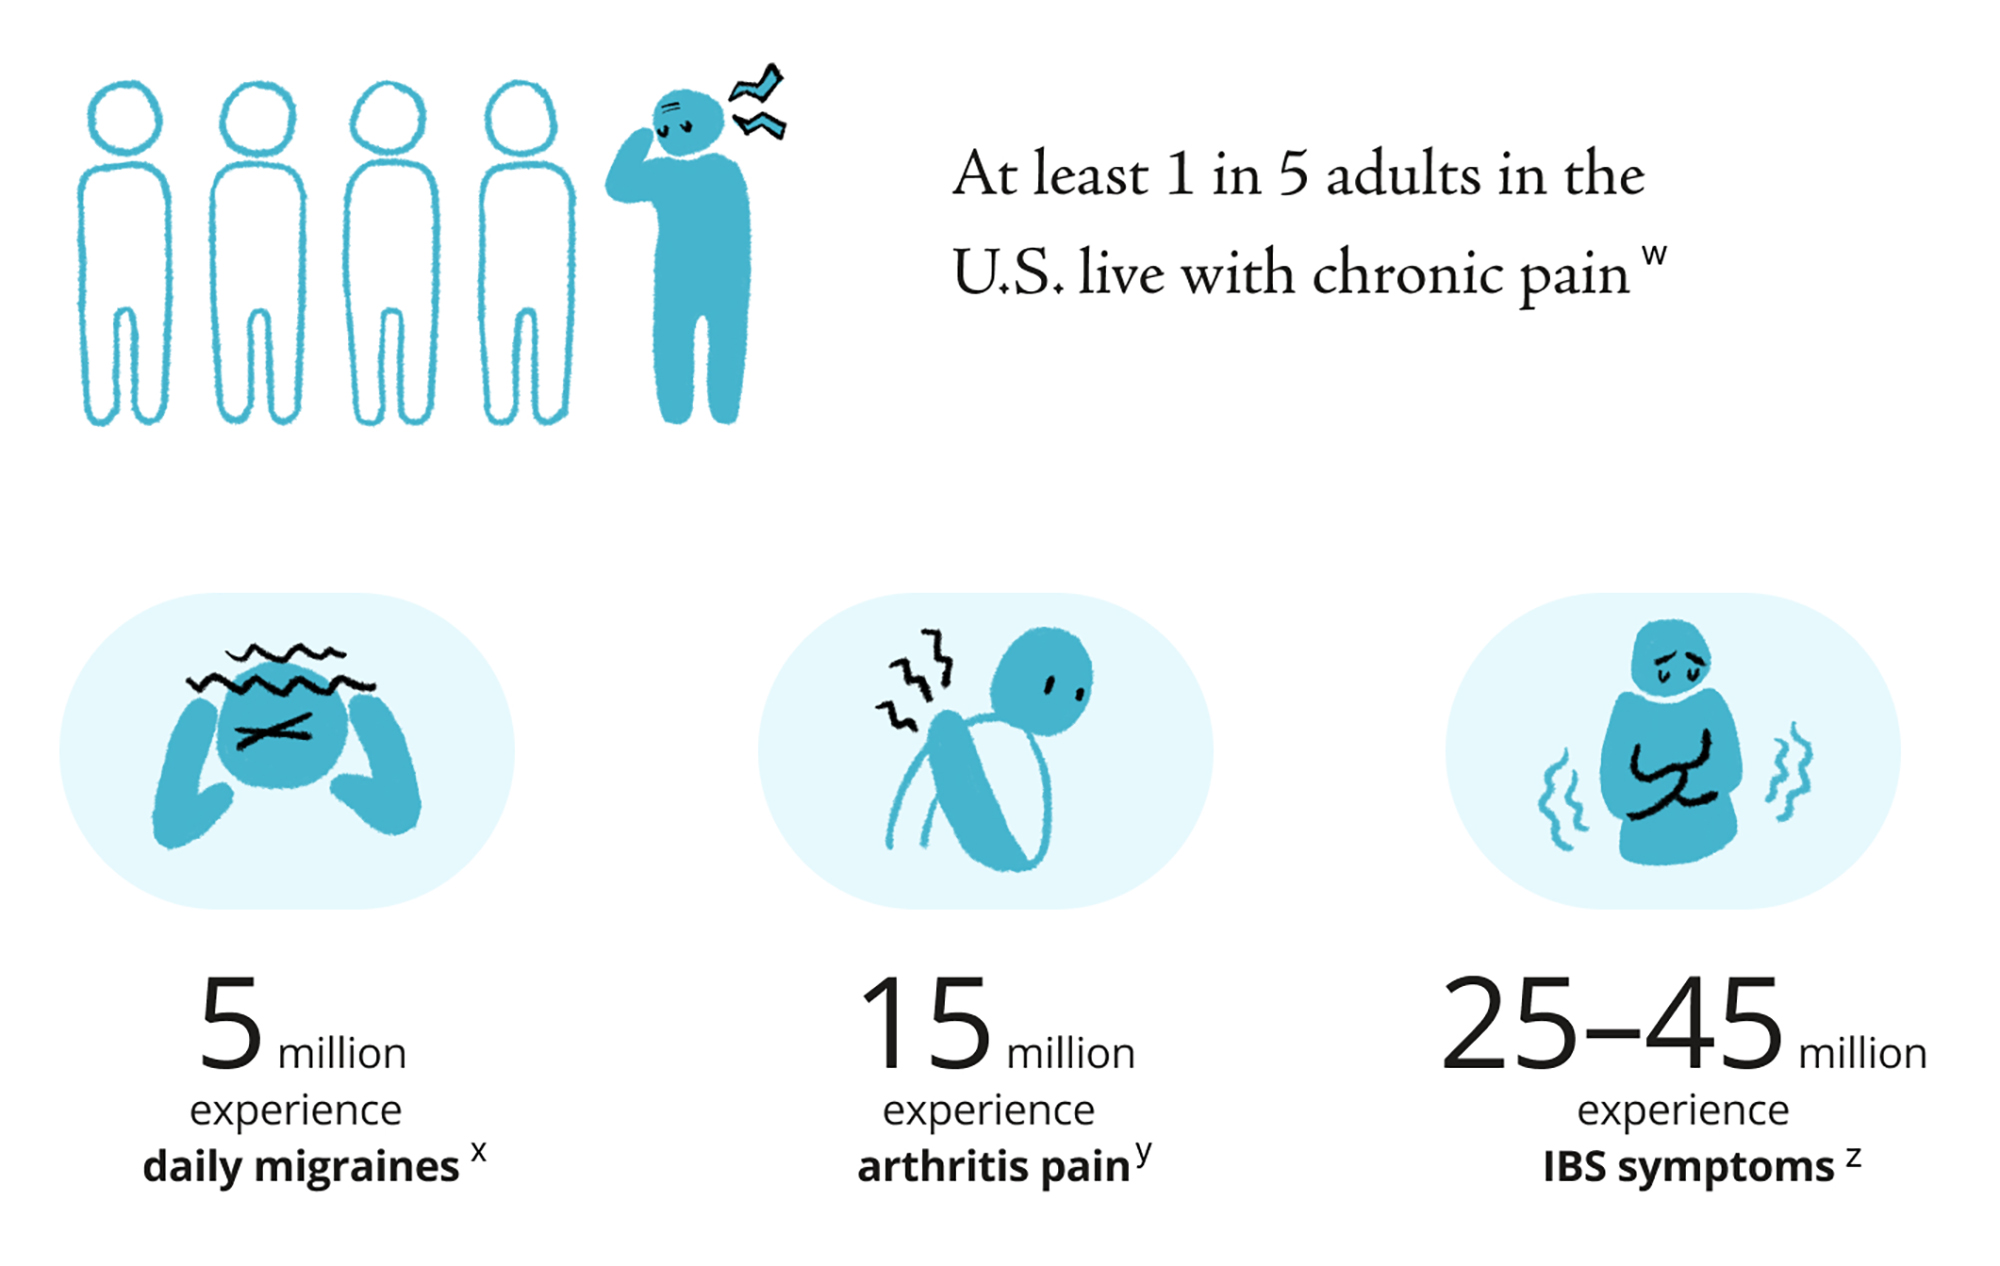 At least 1 in 5 adults in the
U.S. live with chronic pain w
5 million
experience
daily migraines x
15 million
experience
arthritis pain y
25–45 million
experience
IBS symptoms z